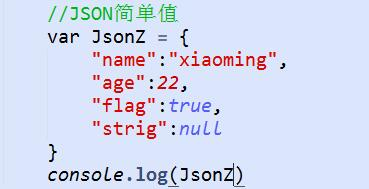 //JSON简单值
var JsonZ = {
"name":"xiaoming",
"age":22,
"flag":true,
"strig":null
}
console.log(JsonZ)